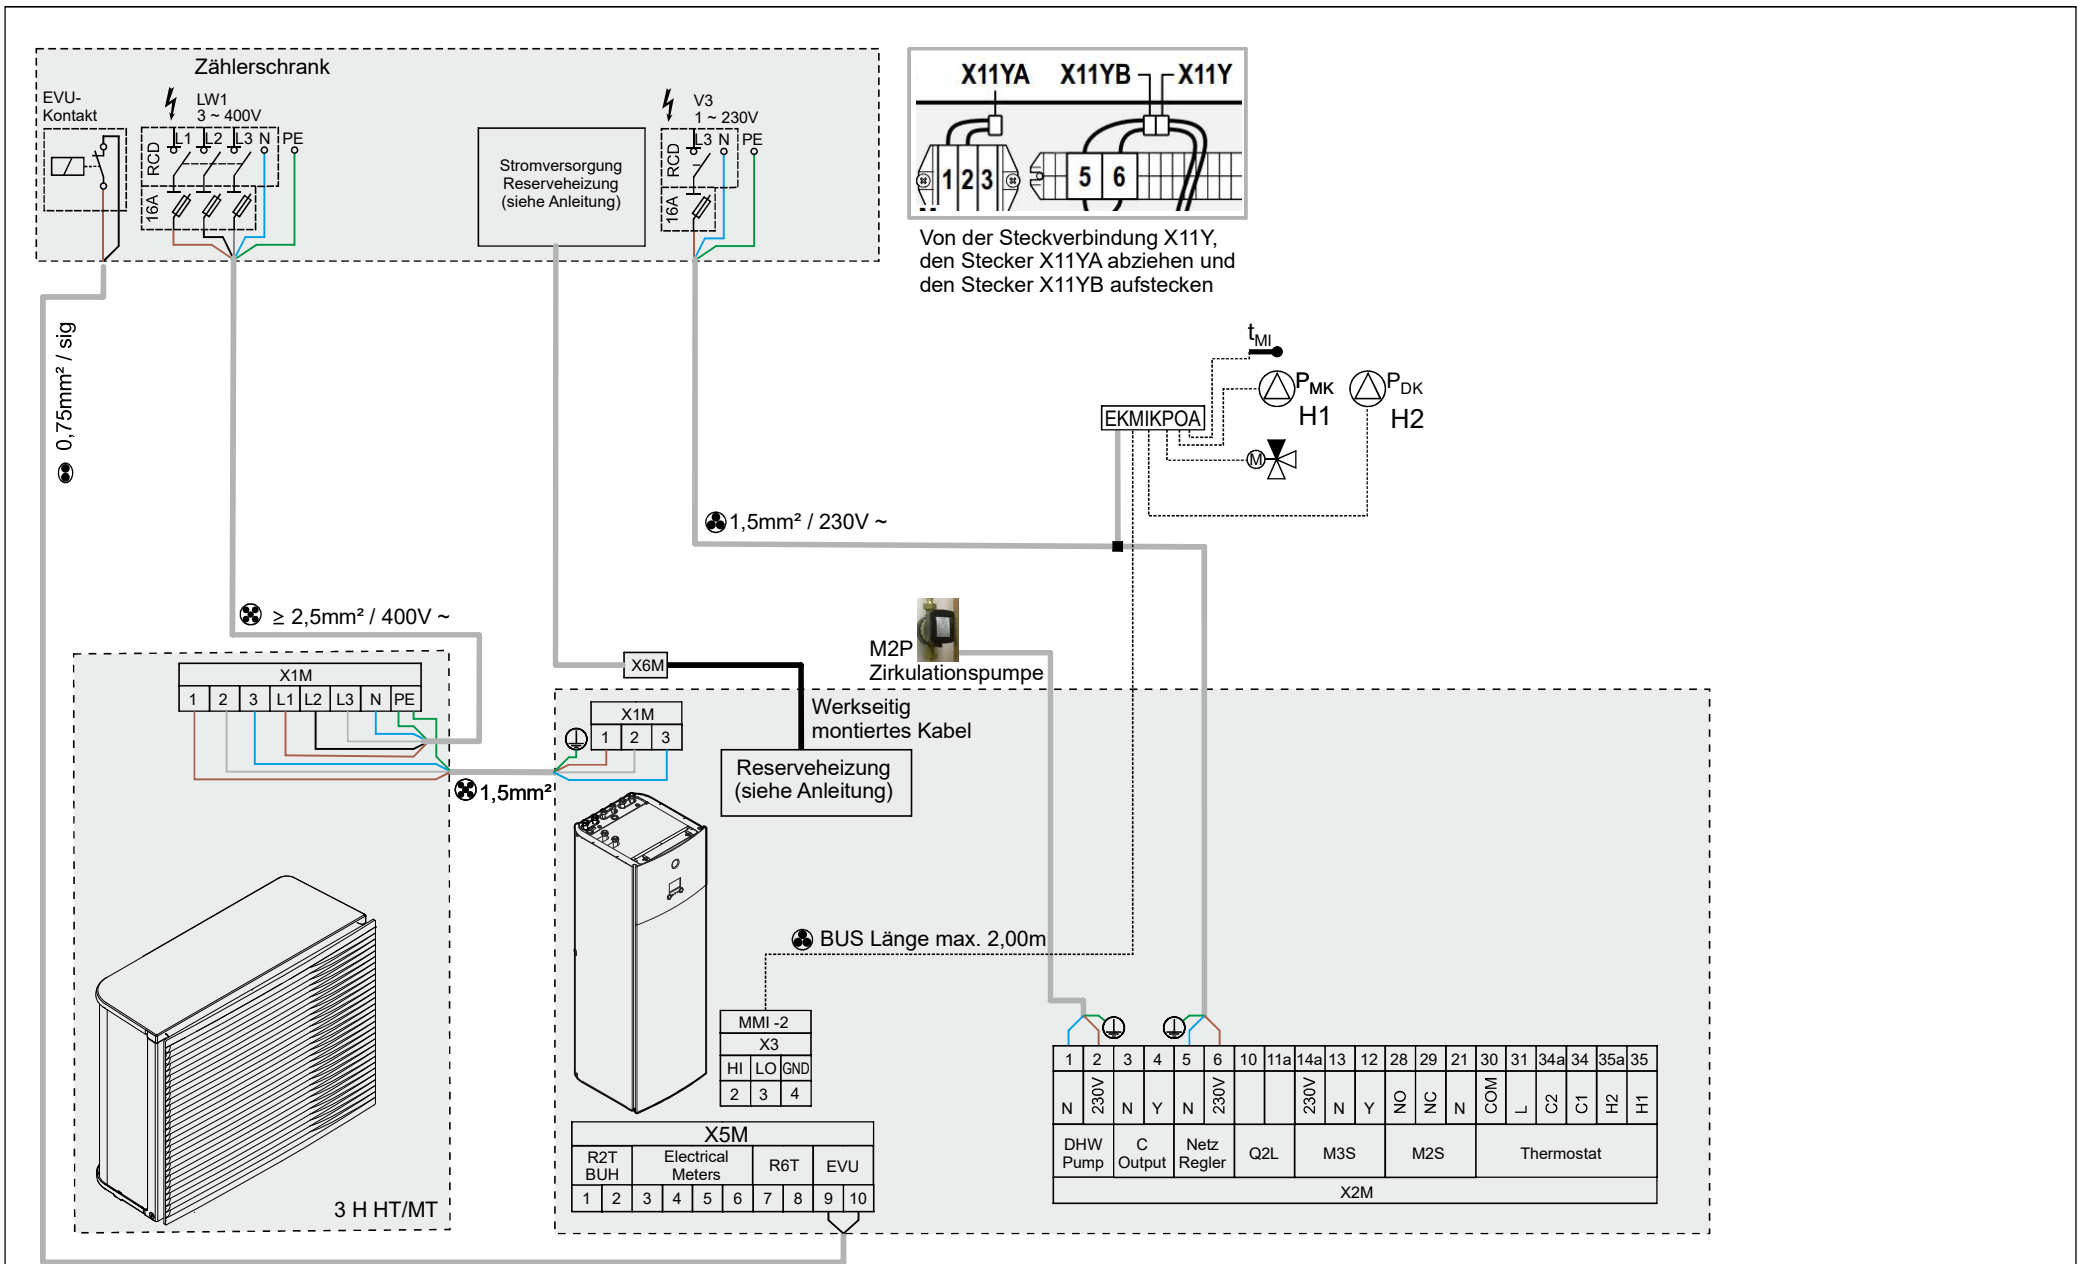 Zählerschrank
EVU-
Kontakt
LW1
3 ~ 400V
RCD
L1 L2 L3 N PE
16A
Stromversorgung
Reserveheizung
(siehe Anleitung)
V3
1 ~ 230V
RCD
L3 N PE
16A
X11YA X11YB X11Y
1 2 3 5 6
Von der Steckverbindung X11Y,
den Stecker X11YA abziehen und
den Stecker X11YB aufstecken
0,75mm² / sig
tMI
PMK
H1
PDK
H2
EKMIKPOA
M
1,5mm² / 230V ~
≥ 2,5mm² / 400V ~
M2P
Zirkulationspumpe
X6M
Werkseitig
montiertes Kabel
Reserveheizung
(siehe Anleitung)
X1M
1 2 3 L1 L2 L3 N PE
X1M
1 2 3
1,5mm²
BUS Länge max. 2,00m
3 H HT/MT
MMI -2
X3
HI LO GND
2 3 4
X5M
R2T
BUH
Electrical
Meters
R6T
EVU
1 2 3 4 5 6 7 8 9 10
1 2 3 4 5 6 10 11a 14a 13 12 28 29 21 30 31 34a 34 35a 35
N 230V N Y N 230V 230V N Y NO NC N COM L C2 C1 H2 H1
DHW
Pump
C
Output
Netz
Regler
Q2L
M3S
M2S
Thermostat
X2M